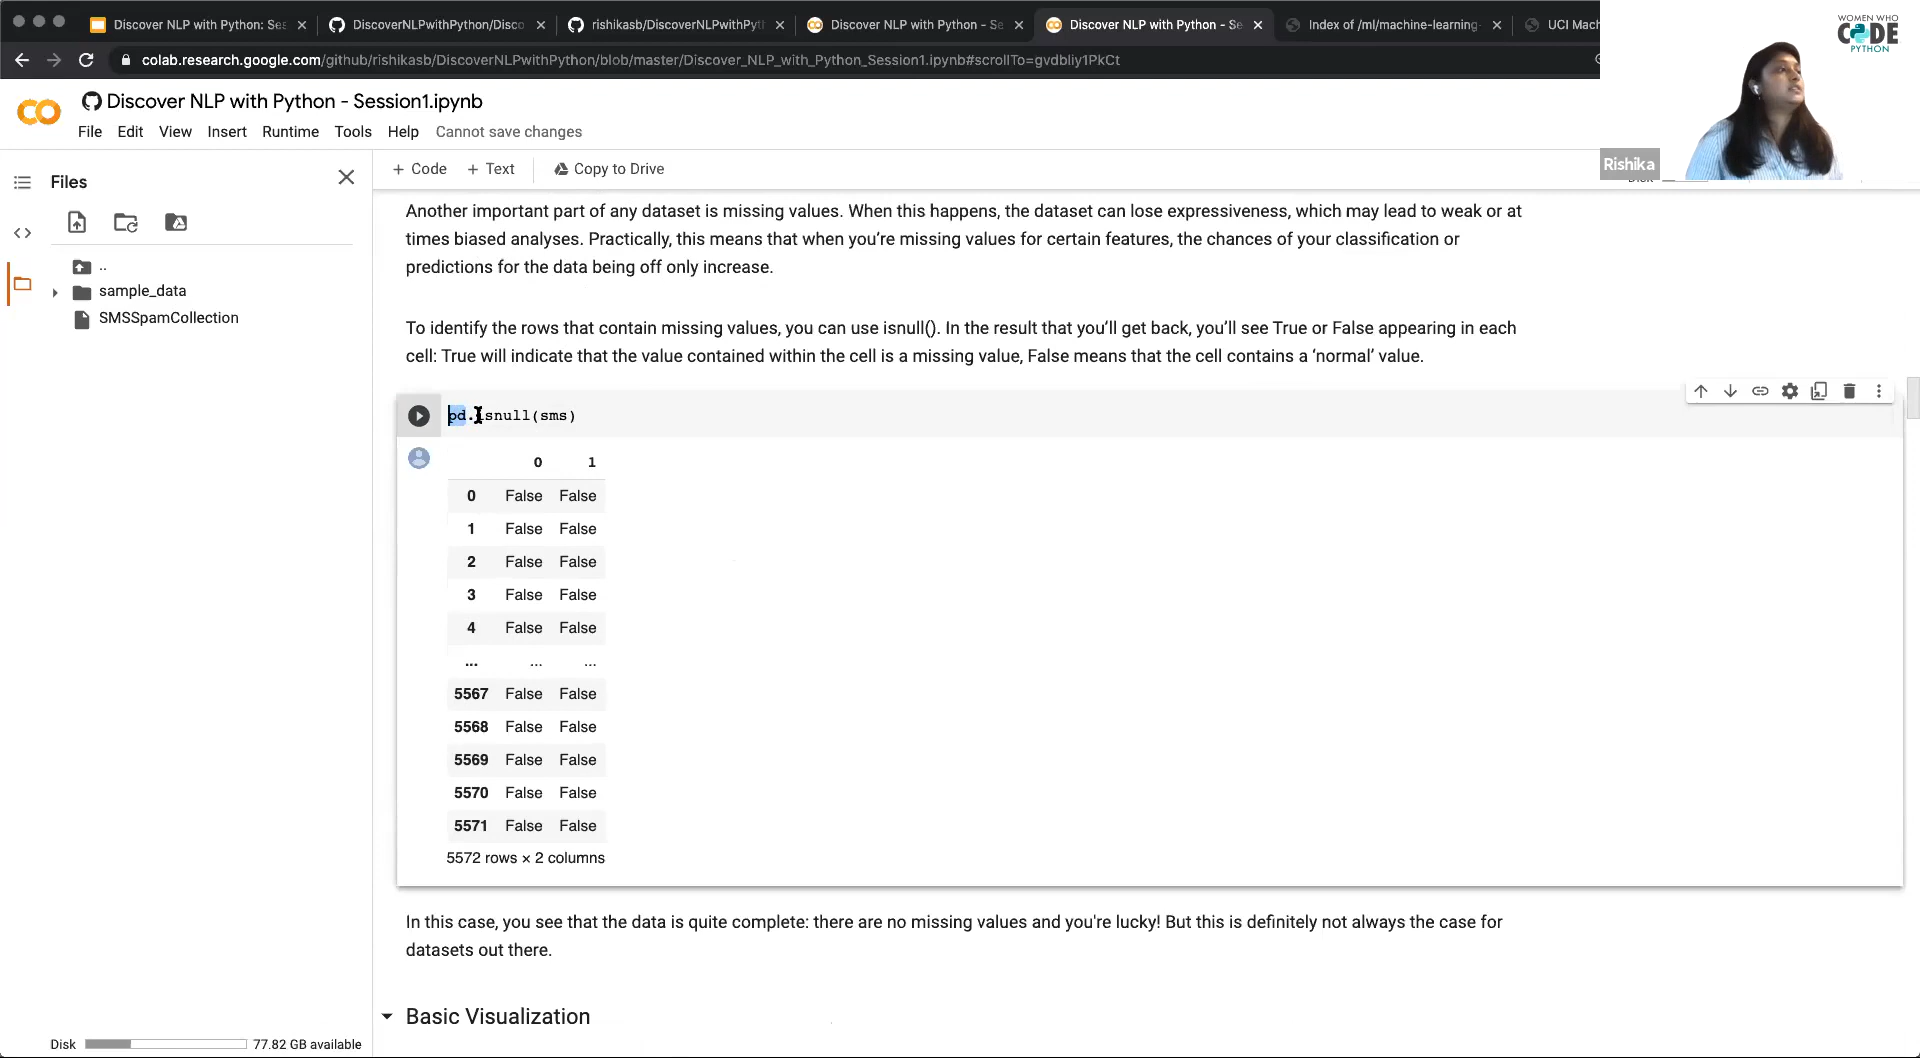 Discover NLP with Python: Ses
DiscoverNLPwithPython/Disco
rishikasb/DiscoverNLPwithPyth
Discover NLP with Python - Se
Discover NLP with Python - Se
Index of /ml/machine-learning-
UCI Mach
colab.research.google.com/github/rishikasb/DiscoverNLPwithPython/blob/master/Discover_NLP_with_Python_Session1.ipynb#scrollTo=gvdbliy1PkCt
WOMEN WHO
CODE
PYTHON
Discover NLP with Python - Session1.ipynb
File Edit View Insert Runtime Tools Help Cannot save changes
Rishika
+ Code + Text Copy to Drive
Disk
Files
..
sample_data
SMSSpamCollection
Another important part of any dataset is missing values. When this happens, the dataset can lose expressiveness, which may lead to weak or at
times biased analyses. Practically, this means that when you’re missing values for certain features, the chances of your classification or
predictions for the data being off only increase.
To identify the rows that contain missing values, you can use isnull(). In the result that you’ll get back, you’ll see True or False appearing in each
cell: True will indicate that the value contained within the cell is a missing value, False means that the cell contains a ‘normal’ value.
pd.isnull(sms)
0 1
0 False False
1 False False
2 False False
3 False False
4 False False
... ... ...
5567 False False
5568 False False
5569 False False
5570 False False
5571 False False
5572 rows × 2 columns
In this case, you see that the data is quite complete: there are no missing values and you're lucky! But this is definitely not always the case for
datasets out there.
Basic Visualization
Disk 77.82 GB available